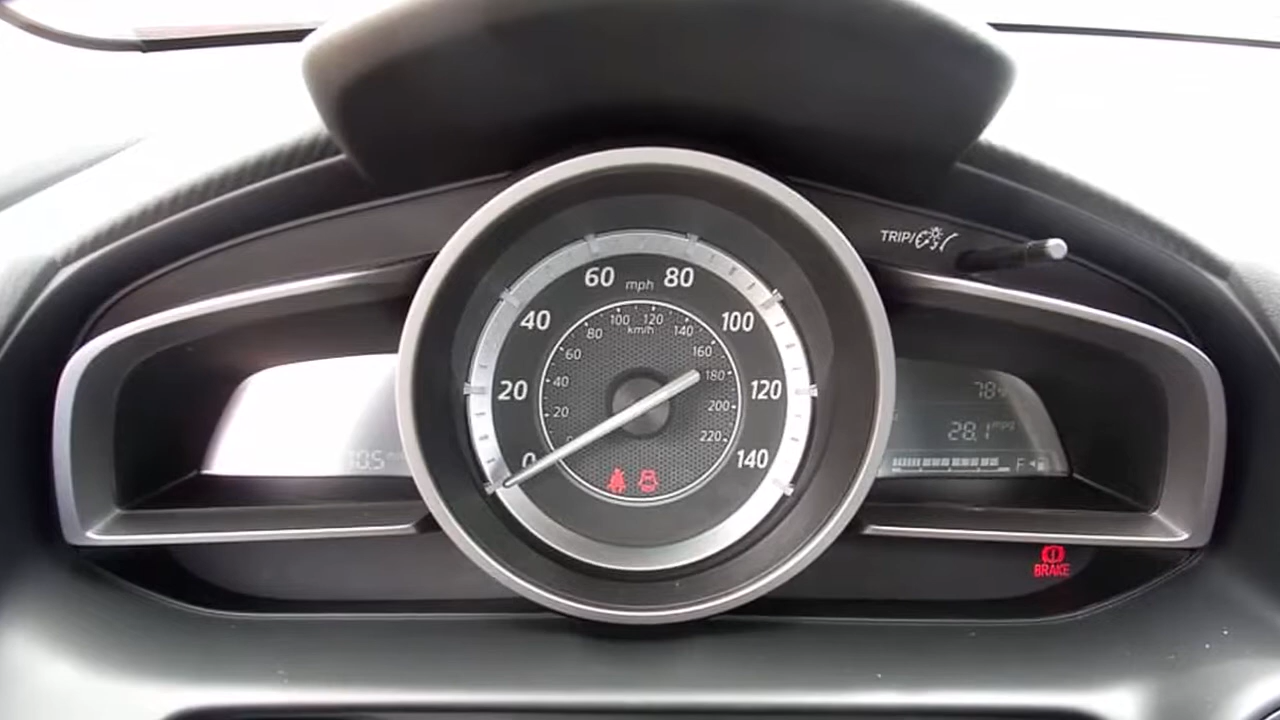 TRIP/
60 mph 80
40 100
20 120
0 140
100 120
80 km/h 140
60 160
40 180
20 200
220
28.1 mpg
F
BRAKE